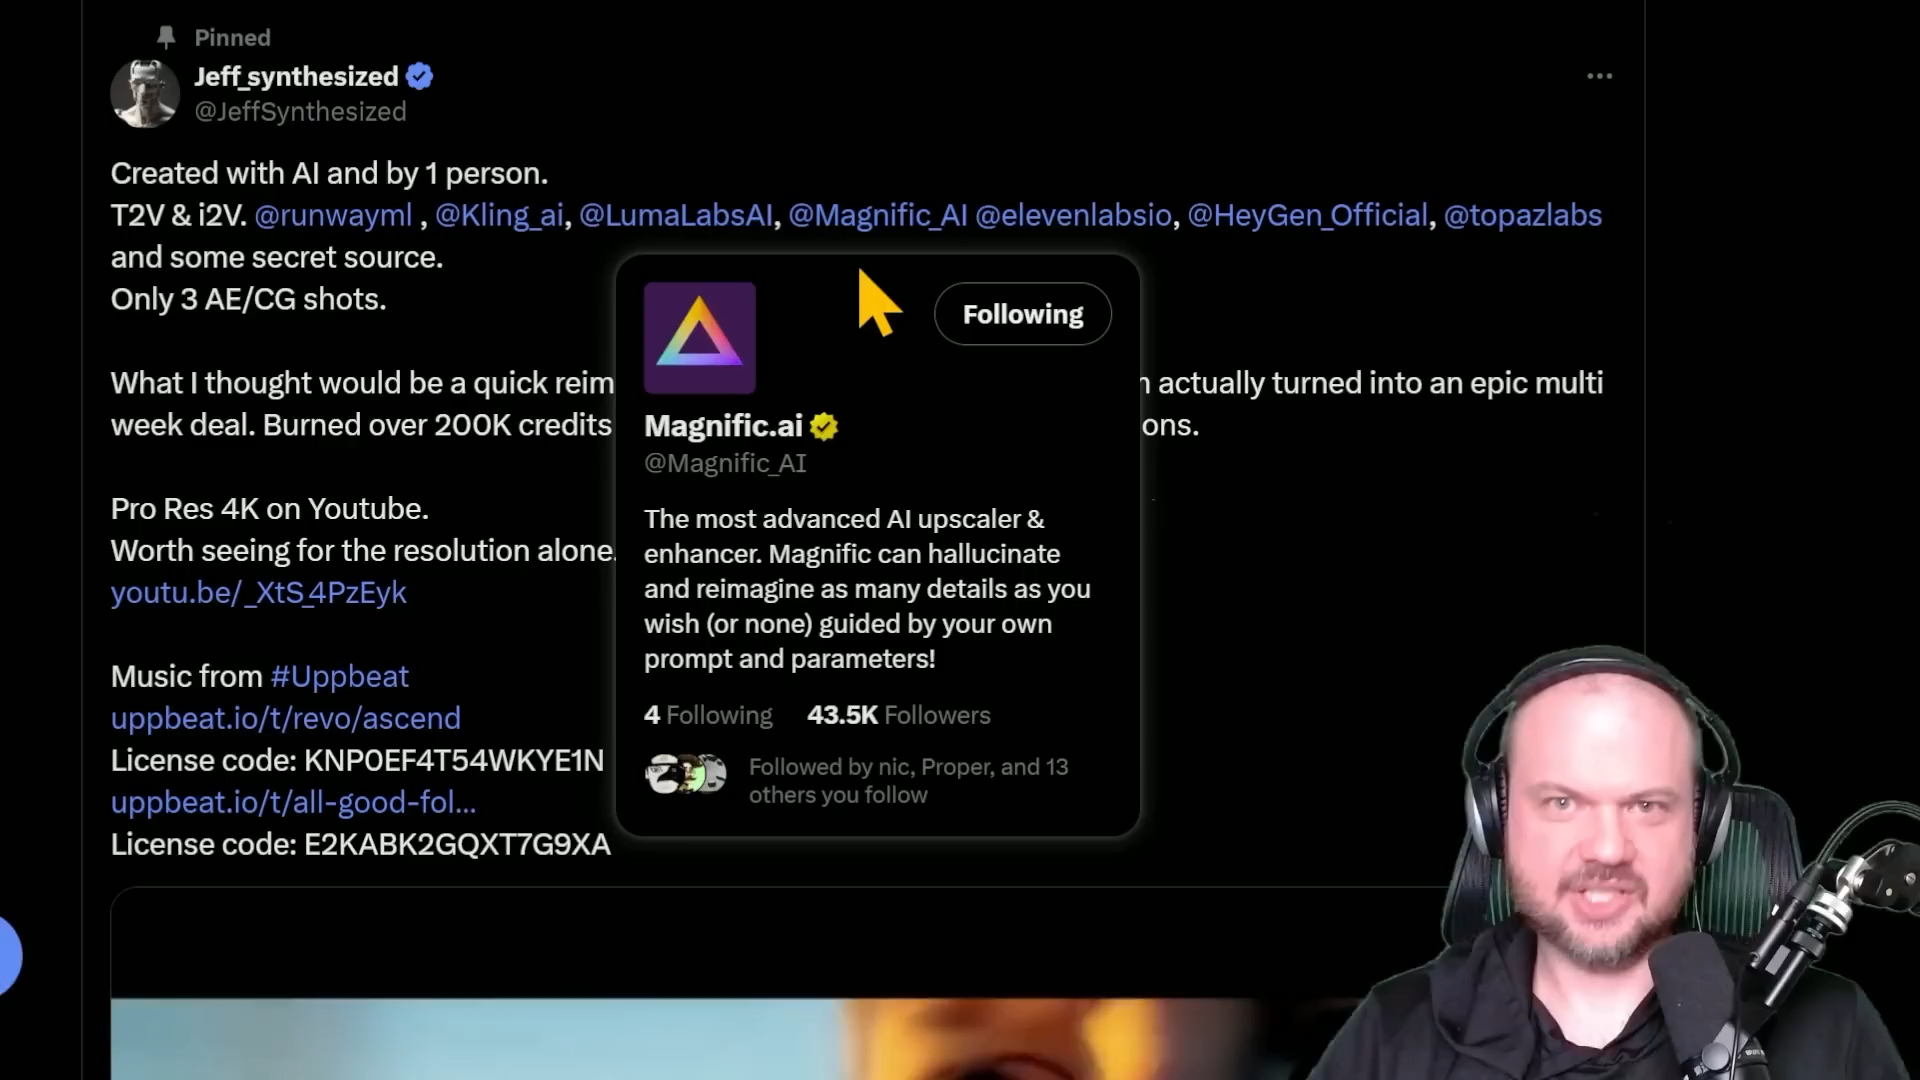 Pinned
Jeff_synthesized
@JeffSynthesized
Created with AI and by 1 person.
T2V & i2V. @runwayml , @Kling_ai, @LumaLabsAI, @Magnific_AI @elevenlabsio, @HeyGen_Official, @topazlabs
and some secret source.
Only 3 AE/CG shots.
What I thought would be a quick reim
actually turned into an epic multi
week deal. Burned over 200K credits
ons.
Pro Res 4K on Youtube.
Worth seeing for the resolution alone.
youtu.be/_XtS_4PzEyk
Music from #Uppbeat
uppbeat.io/t/revo/ascend
License code: KNP0EF4T54WKYE1N
uppbeat.io/t/all-good-fol...
License code: E2KABK2GQXT7G9XA
Following
Magnific.ai
@Magnific_AI
The most advanced AI upscaler &
enhancer. Magnific can hallucinate
and reimagine as many details as you
wish (or none) guided by your own
prompt and parameters!
4 Following 43.5K Followers
Followed by nic, Proper, and 13
others you follow